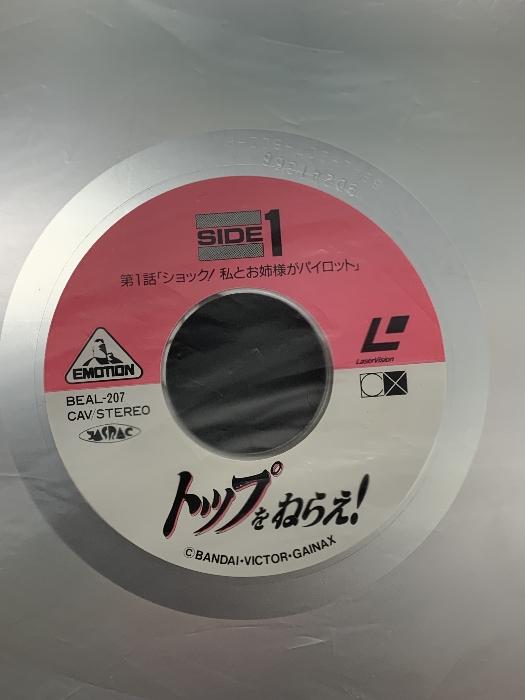 SIDE 1
第1話「ショック! 私とお姉様がパイロット」
EMOTION
LaserVision
CX
BEAL-207
CAV/STEREO
JASRAC
トップをねらえ!
©BANDAI・VICTOR・GAINAX